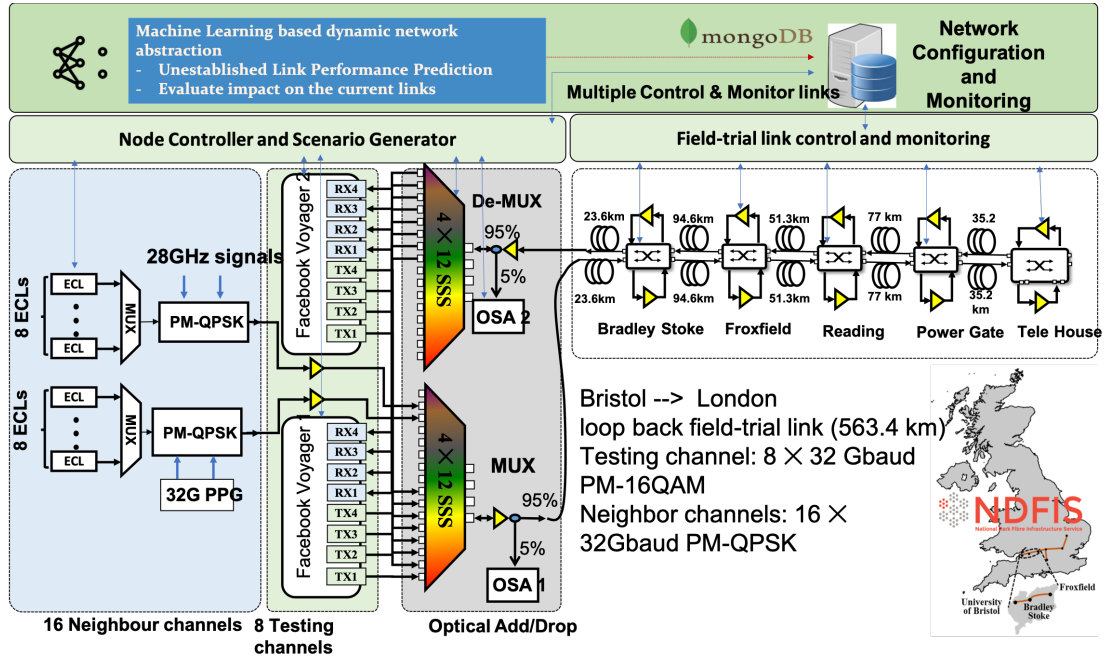 Machine Learning based dynamic network
abstraction
- Unestablished Link Performance Prediction
- Evaluate impact on the current links
mongoDB
Multiple Control & Monitor links
Network
Configuration
and
Monitoring
Node Controller and Scenario Generator
Field-trial link control and monitoring
8 ECLs
ECL
ECL
MUX
28GHz signals
PM-QPSK
8 ECLs
ECL
ECL
MUX
PM-QPSK
32G PPG
16 Neighbour channels
Facebook Voyager 2
RX4
RX3
RX2
RX1
TX4
TX3
TX2
TX1
Facebook Voyager
RX4
RX3
RX2
RX1
TX4
TX3
TX2
TX1
8 Testing
channels
4 × 12 SSS
De-MUX
95%
5%
OSA 2
4 × 12 SSS
MUX
95%
5%
OSA 1
Optical Add/Drop
23.6km
94.6km
51.3km
77 km
35.2
23.6km
94.6km
51.3km
77 km
35.2
km
Bradley Stoke
Froxfield
Reading
Power Gate
Tele House
Bristol --> London
loop back field-trial link (563.4 km)
Testing channel: 8 × 32 Gbaud
PM-16QAM
Neighbor channels: 16 ×
32Gbaud PM-QPSK
NDFIS
National Dark Fibre Infrastructure Service
Froxfield
University
of Bristol
Bradley
Stoke